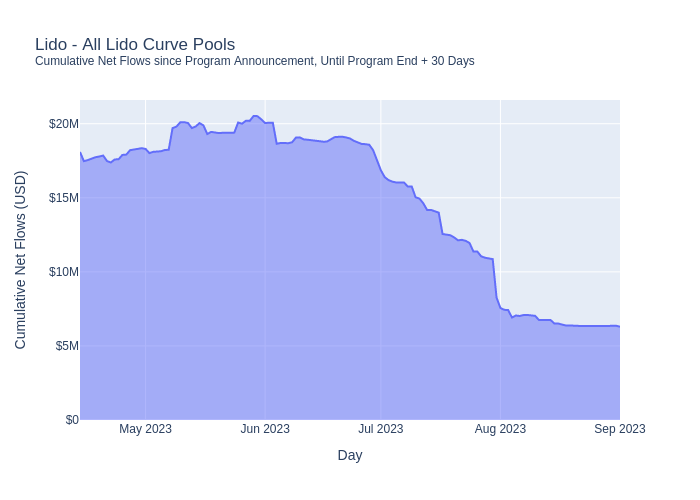 Lido - All Lido Curve Pools
Cumulative Net Flows since Program Announcement, Until Program End + 30 Days
Cumulative Net Flows (USD)
$20M
$15M
$10M
$5M
$0
May 2023
Jun 2023
Jul 2023
Aug 2023
Sep 2023
Day